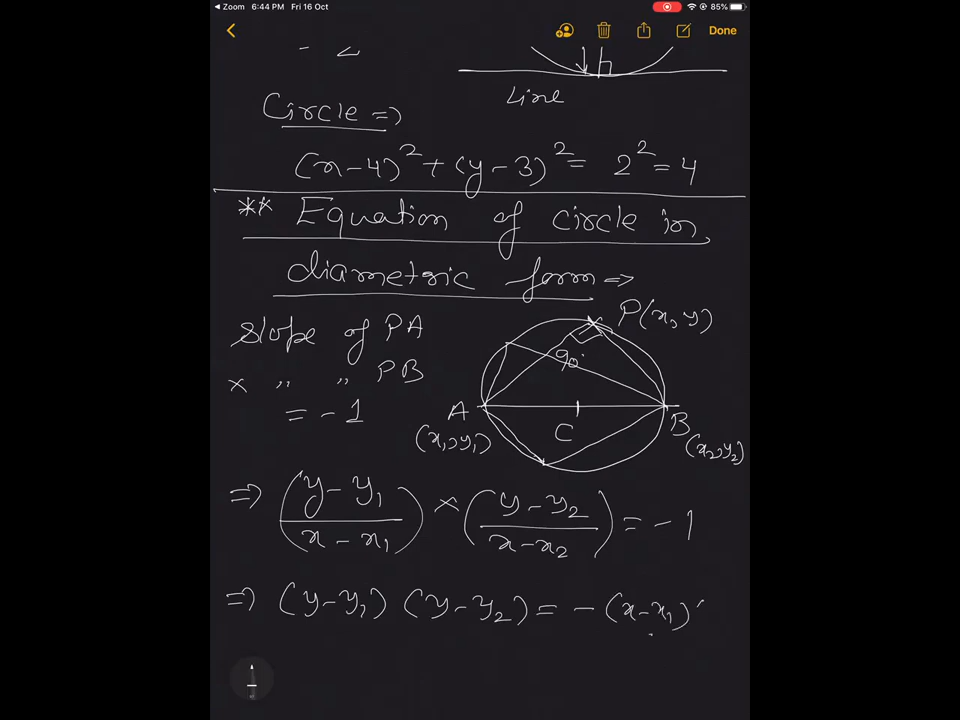 Zoom 6:44 PM Fri 16 Oct 85%
Done
h
Line
Circle ⇒
(x-4)² + (y-3)² = 2² = 4
** Equation of circle in
diametric form ⇒
P(x, y)
Slope of PA
× " " PB
= -1
90°
A
(x₁, y₁)
C
B
(x₂, y₂)
⇒ (y-y₁ / x-x₁) × (y-y₂ / x-x₂) = -1
⇒ (y-y₁) (y-y₂) = -(x-x₁)